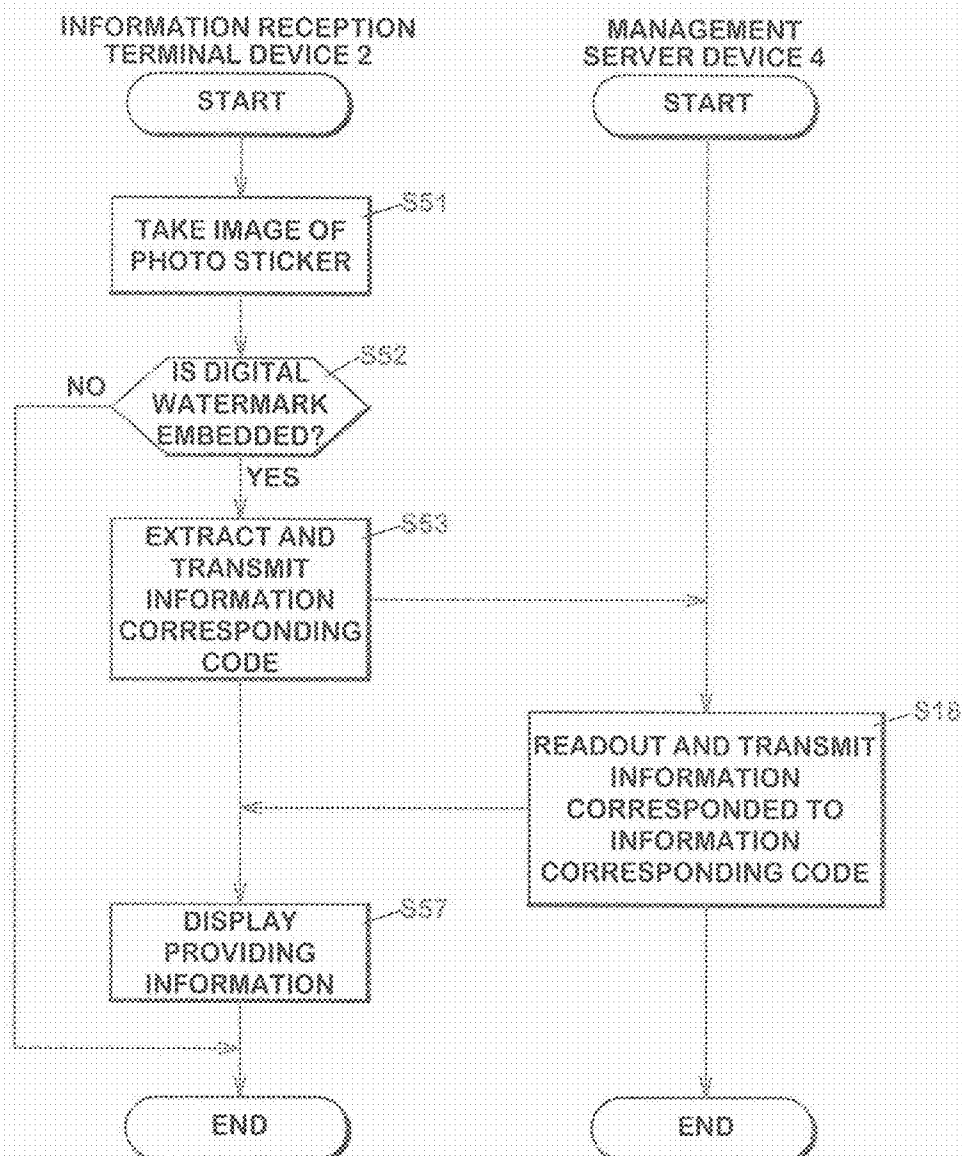 INFORMATION RECEPTION
TERMINAL DEVICE 2
MANAGEMENT
SERVER DEVICE 4
START
START
S51
TAKE IMAGE OF
PHOTO STICKER
S52
NO
IS DIGITAL
WATERMARK
EMBEDDED?
YES
S53
EXTRACT AND
TRANSMIT
INFORMATION
CORRESPONDING
CODE
S18
READOUT AND TRANSMIT
INFORMATION
CORRESPONDED TO
INFORMATION
CORRESPONDING CODE
S57
DISPLAY
PROVIDING
INFORMATION
END
END